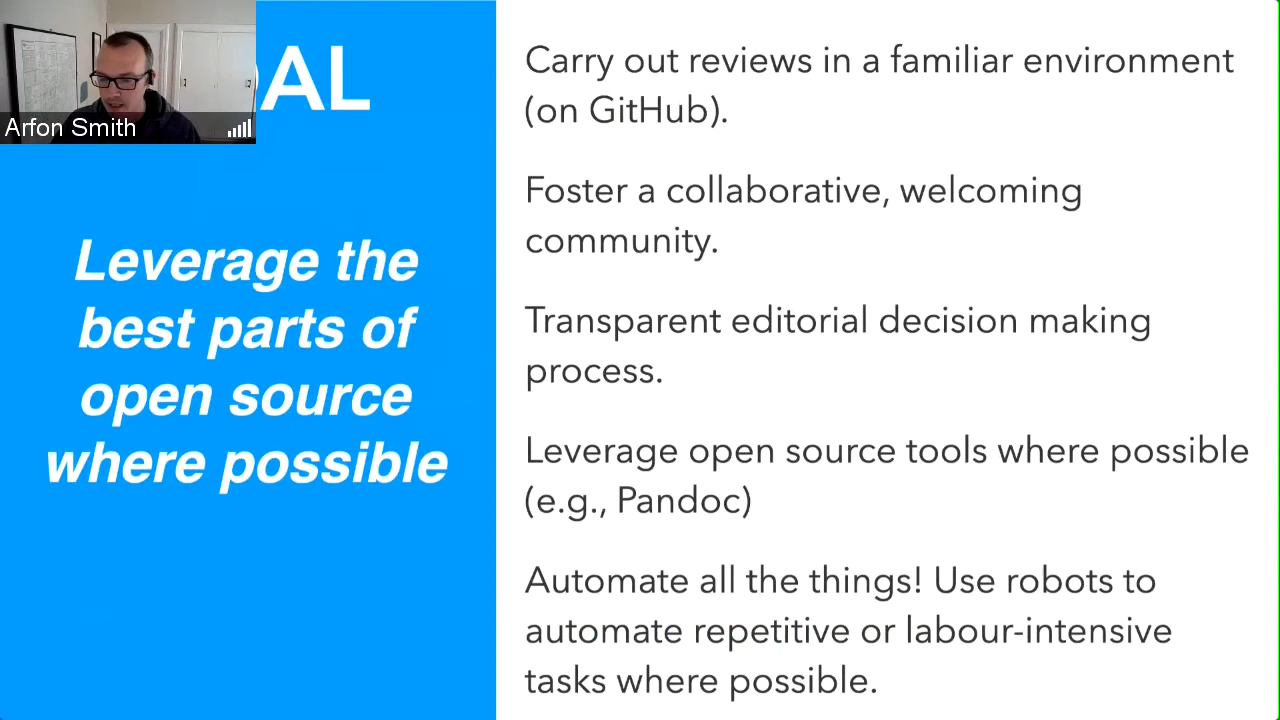 Arfon Smith
AL
Leverage the
best parts of
open source
where possible
Carry out reviews in a familiar environment
(on GitHub).
Foster a collaborative, welcoming
community.
Transparent editorial decision making
process.
Leverage open source tools where possible
(e.g., Pandoc)
Automate all the things! Use robots to
automate repetitive or labour-intensive
tasks where possible.